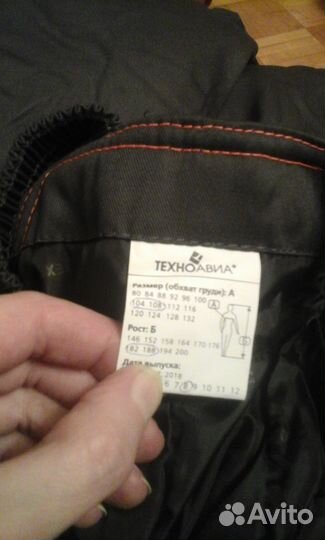 ТЕХНОАВИА®
Размер (обхват груди): А
80 84 88 92 96 100
104 108 112 116
120 124 128 132
Рост: Б
146 152 158 164 170 176
182 188 194 200
Дата выпуска:
2018
6 7 8 9 10 11 12
А
Б
Avito